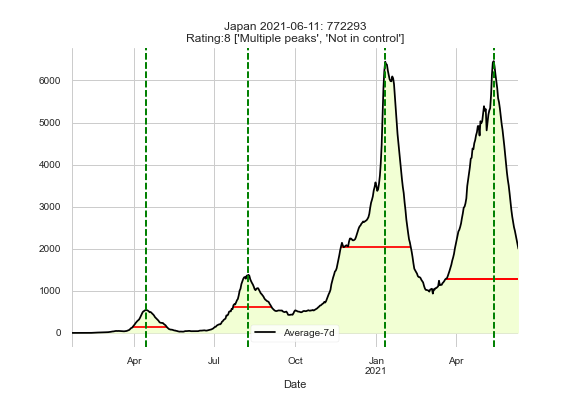 Japan 2021-06-11: 772293
Rating:8 ['Multiple peaks', 'Not in control']
6000
5000
4000
3000
2000
1000
0
Average-7d
Apr
Jul
Oct
Jan
2021
Apr
Date